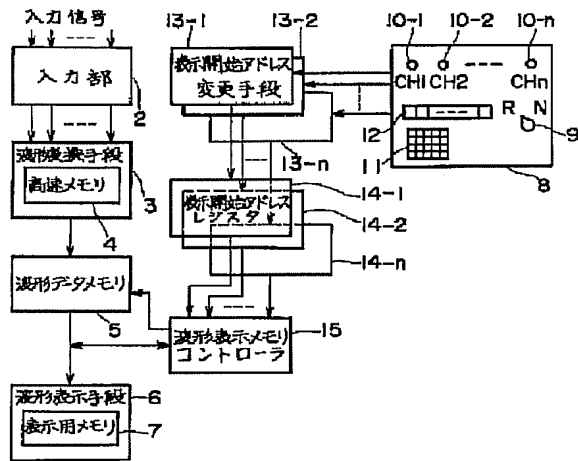 入力信号
入力部
2
波形変換手段
高速メモリ
3
4
波形データメモリ
5
波形表示手段
6
表示用メモリ
7
13-1
13-2
表示開始アドレス
変更手段
13-n
14-1
表示開始アドレス
レジスタ
14-2
14-n
15
波形表示メモリ
コントローラ
10-1
10-2
10-n
CH1
CH2
CHn
R
N
12
11
9
8